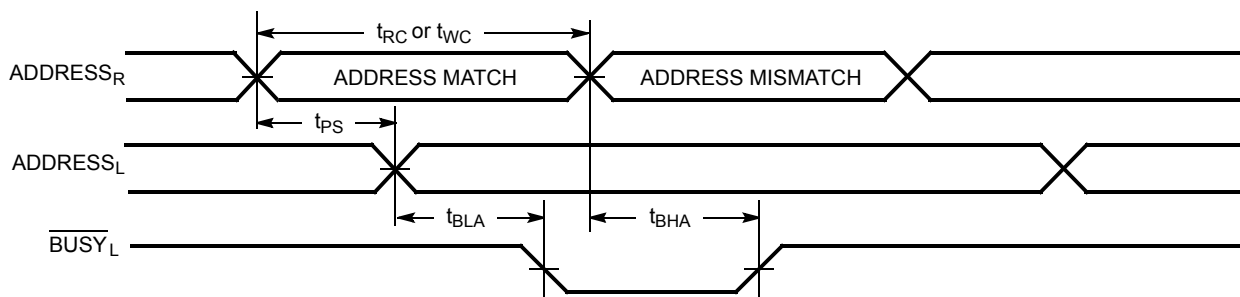 tRC or tWC
ADDRESSR
ADDRESS MATCH
ADDRESS MISMATCH
tPS
ADDRESSL
tBLA
tBHA
BUSYL